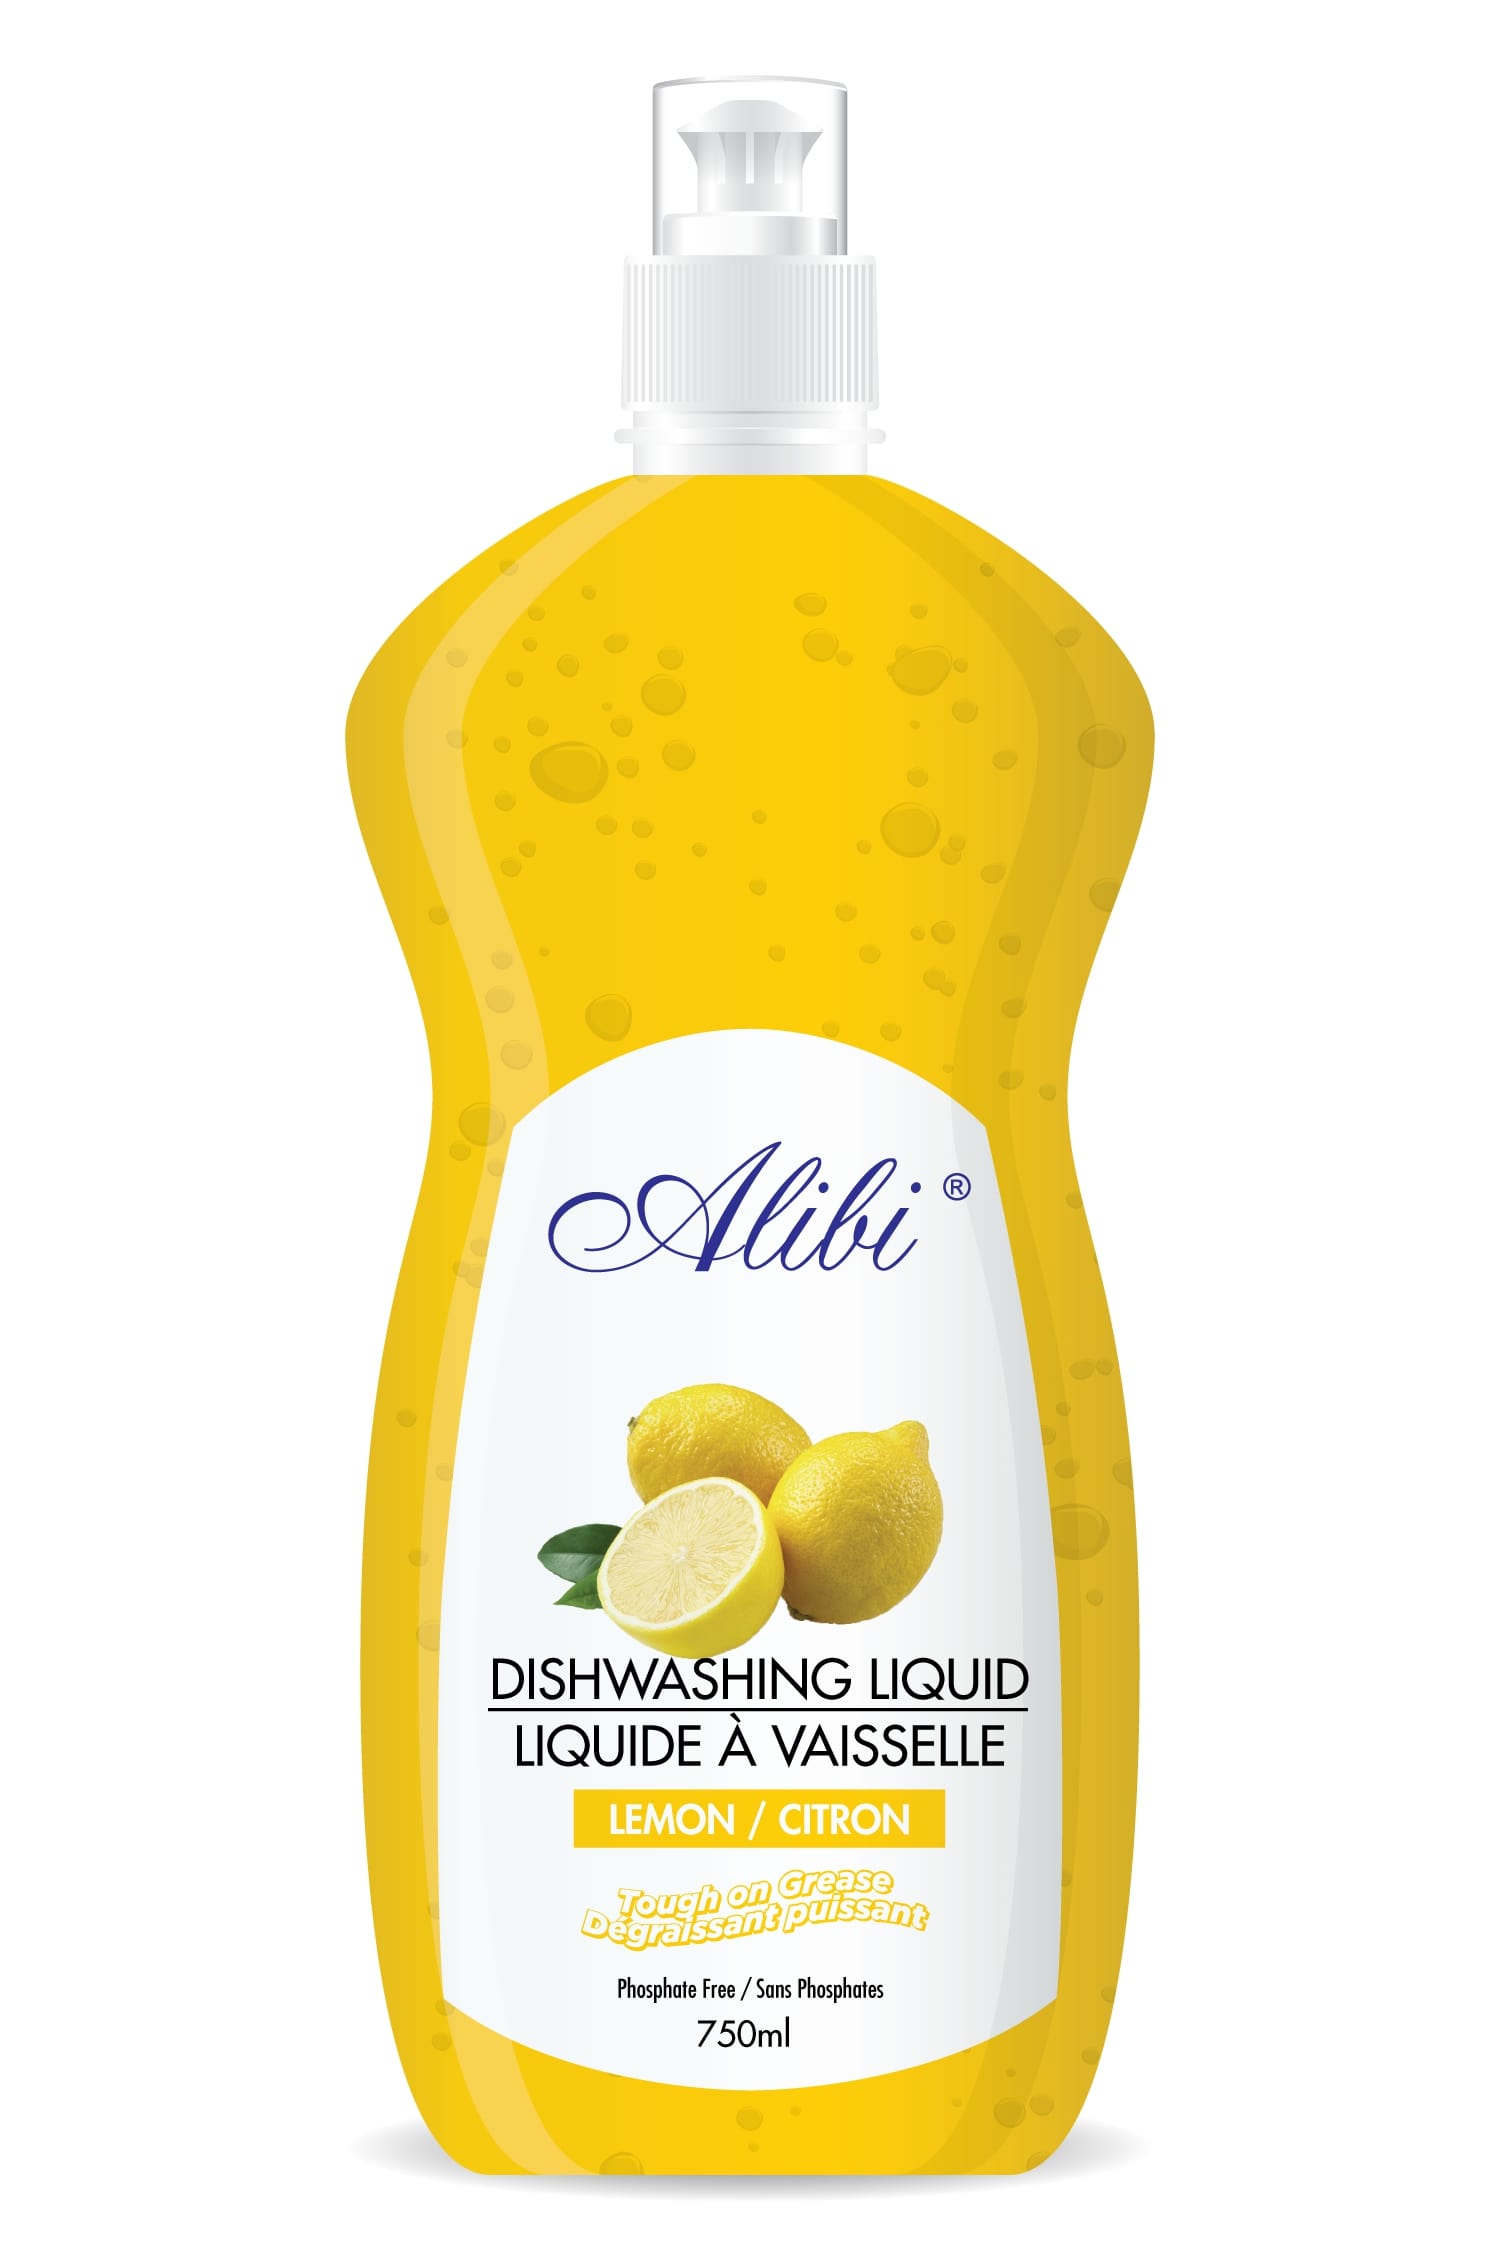 Alibi ®
DISHWASHING LIQUID
LIQUIDE À VAISSELLE
LEMON / CITRON
Tough on Grease
Dégraissant puissant
Phosphate Free / Sans Phosphates
750ml